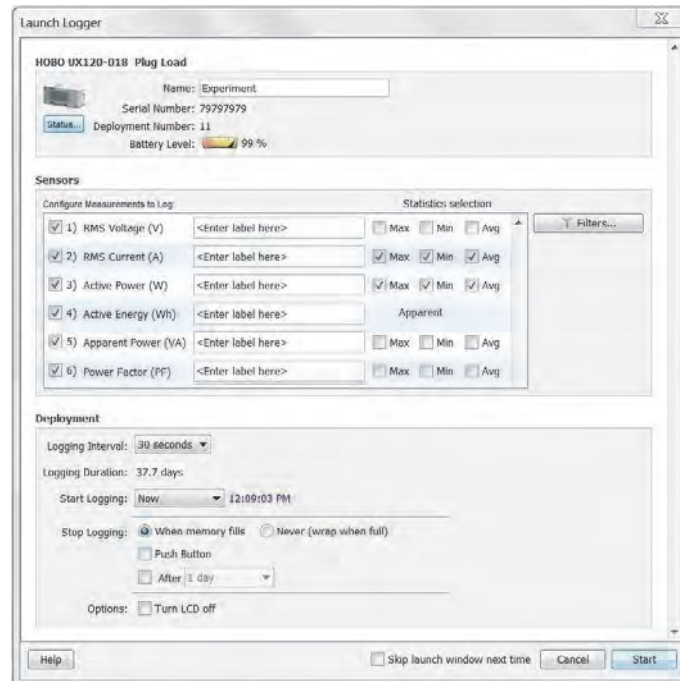 Launch Logger
HOBO UX120-018 Plug Load
Name: Experiment
Serial Number: 79797979
Status... Deployment Number: 11
Battery Level: 99 %
Sensors
Configure Measurements to Log: Statistics selection
1) RMS Voltage (V) <Enter label here> Max Min Avg Filters...
2) RMS Current (A) <Enter label here> Max Min Avg
3) Active Power (W) <Enter label here> Max Min Avg
4) Active Energy (Wh) <Enter label here> Apparent
5) Apparent Power (VA) <Enter label here> Max Min Avg
6) Power Factor (PF) <Enter label here> Max Min Avg
Deployment
Logging Interval: 30 seconds
Logging Duration: 37.7 days
Start Logging: Now 12:09:03 PM
Stop Logging: When memory fills Never (wrap when full)
Push Button
After 1 day
Options: Turn LCD off
Help Skip launch window next time Cancel Start